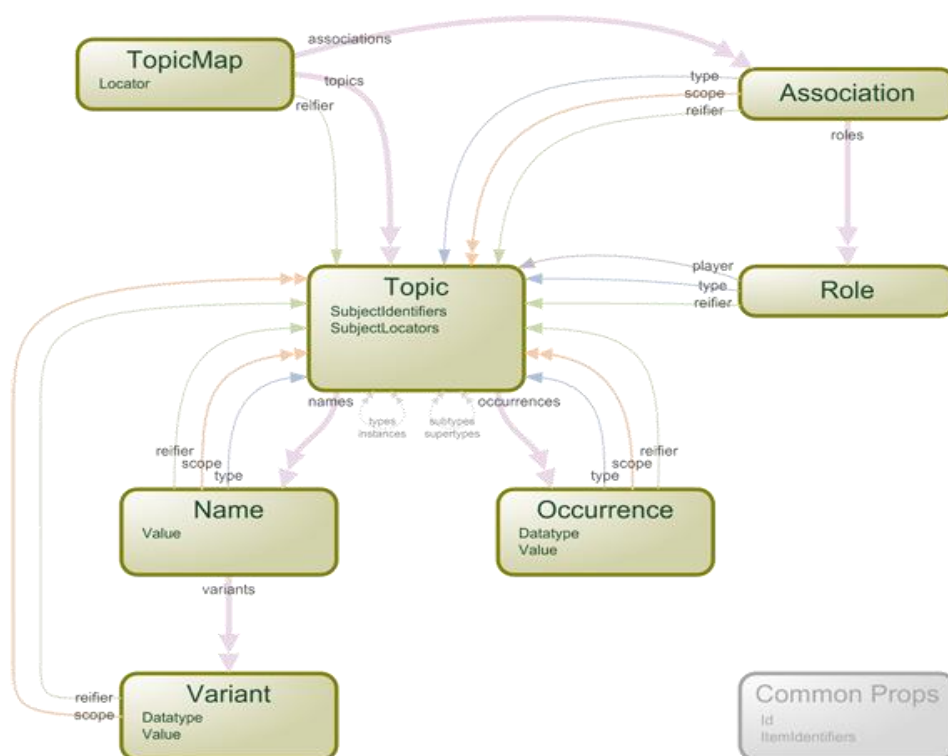 associations
TopicMap
Locator
topics
reifier
type
scope
reifier
Association
roles
player
type
reifier
Role
Topic
SubjectIdentifiers
SubjectLocators
names
types
instances
subtypes
supertypes
occurrences
reifier
scope
type
reifier
scope
type
Name
Value
Occurrence
Datatype
Value
variants
reifier
scope
Variant
Datatype
Value
Common Props
Id
ItemIdentifiers